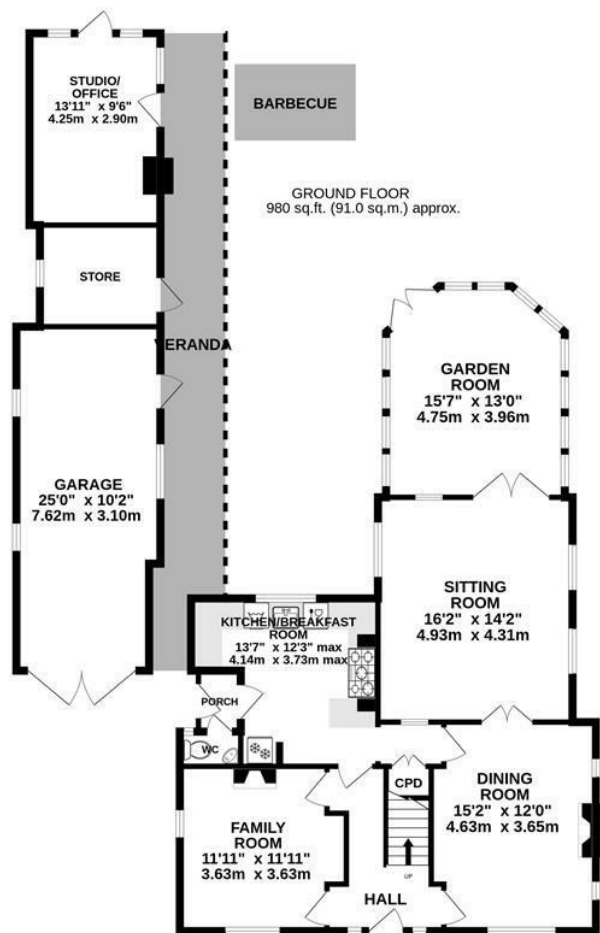 STUDIO/
OFFICE
13'11" x 9'6"
4.25m x 2.90m
BARBECUE
GROUND FLOOR
980 sq.ft. (91.0 sq.m.) approx.
STORE
VERANDA
GARDEN
ROOM
15'7" x 13'0"
4.75m x 3.96m
GARAGE
25'0" x 10'2"
7.62m x 3.10m
SITTING
ROOM
16'2" x 14'2"
4.93m x 4.31m
KITCHEN/BREAKFAST
ROOM
13'7" x 12'3" max
4.14m x 3.73m max
PORCH
WC
CPD
DINING
ROOM
15'2" x 12'0"
4.63m x 3.65m
FAMILY
ROOM
11'11" x 11'11"
3.63m x 3.63m
UP
HALL